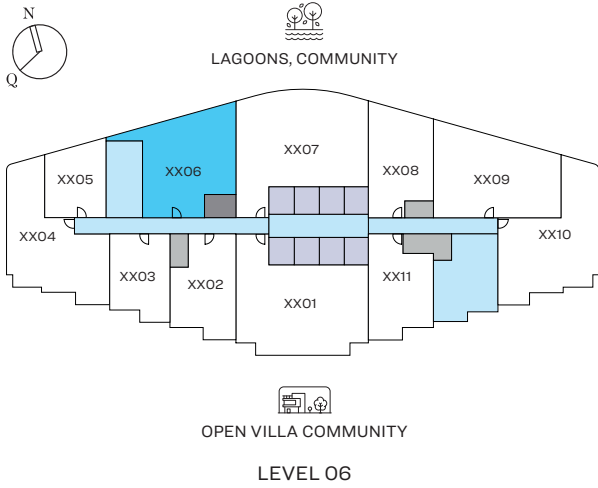 N
Q
LAGOONS, COMMUNITY
XX07
XX06
XX08
XX05
XX09
XX04
XX10
XX03
XX02
XX01
XX11
OPEN VILLA COMMUNITY
LEVEL 06